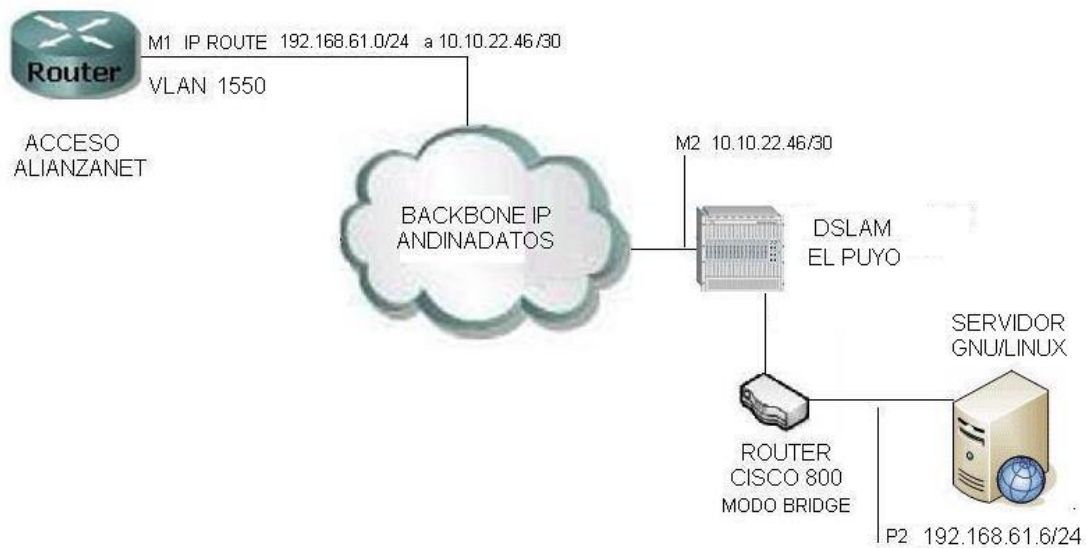 M1 IP ROUTE 192.168.61.0/24 a 10.10.22.46/30
Router
VLAN 1550
ACCESO
ALIANZANET
M2 10.10.22.46/30
BACKBONE IP
ANDINADATOS
DSLAM
EL PUYO
SERVIDOR
GNU/LINUX
ROUTER
CISCO 800
MODO BRIDGE
P2 192.168.61.6/24